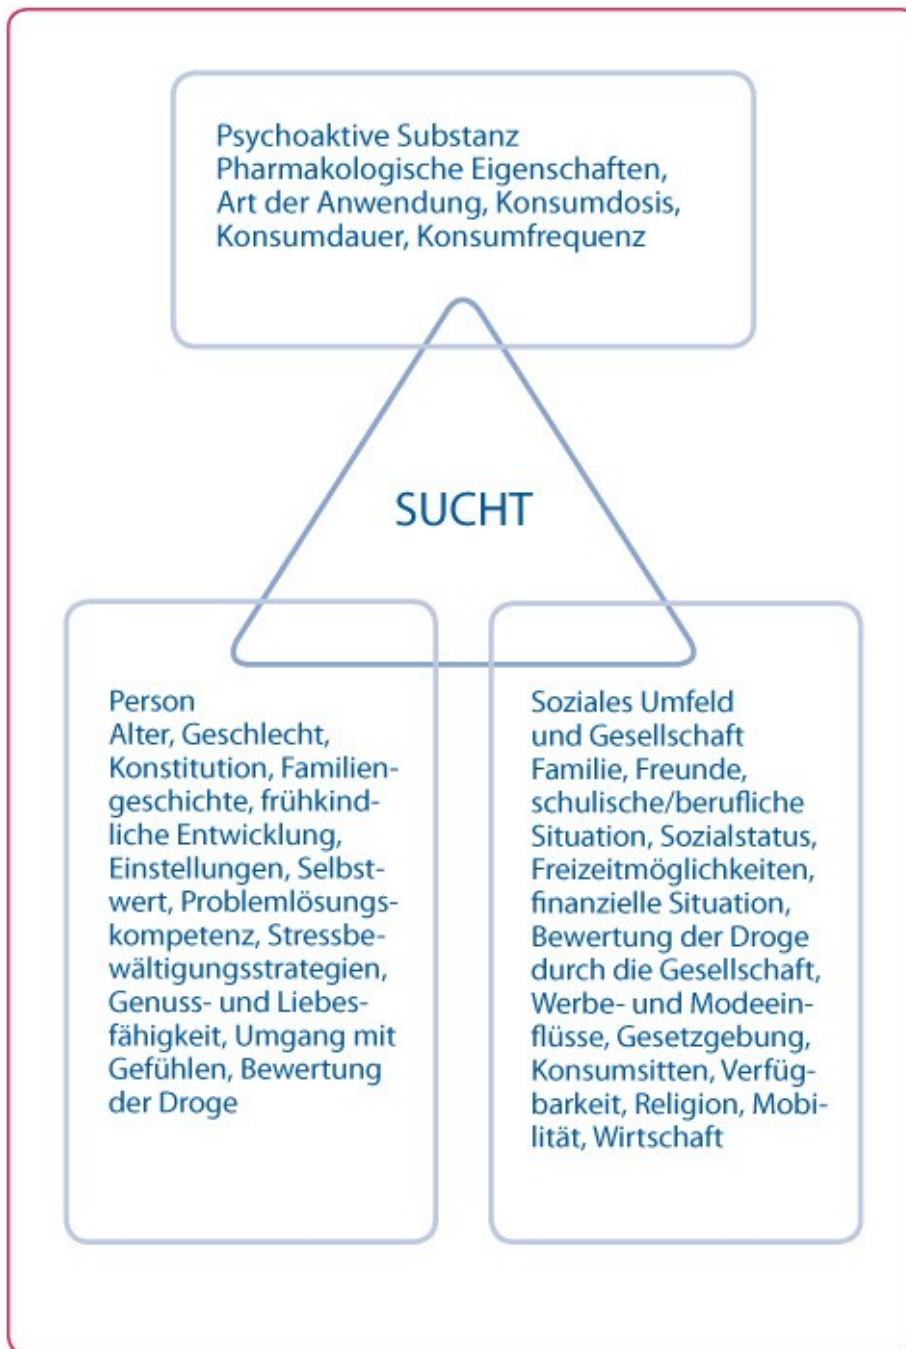 Psychoaktive Substanz
Pharmakologische Eigenschaften,
Art der Anwendung, Konsumdosis,
Konsumdauer, Konsumfrequenz
SUCHT
Person
Alter, Geschlecht,
Konstitution, Familien-
geschichte, frühkind-
liche Entwicklung,
Einstellungen, Selbst-
wert, Problemlösungs-
kompetenz, Stressbe-
wältigungsstrategien,
Genuss- und Liebes-
fähigkeit, Umgang mit
Gefühlen, Bewertung
der Droge
Soziales Umfeld
und Gesellschaft
Familie, Freunde,
schulische/berufliche
Situation, Sozialstatus,
Freizeitmöglichkeiten,
finanzielle Situation,
Bewertung der Droge
durch die Gesellschaft,
Werbe- und Modeein-
flüsse, Gesetzgebung,
Konsumsitten, Verfüg-
barkeit, Religion, Mobi-
lität, Wirtschaft